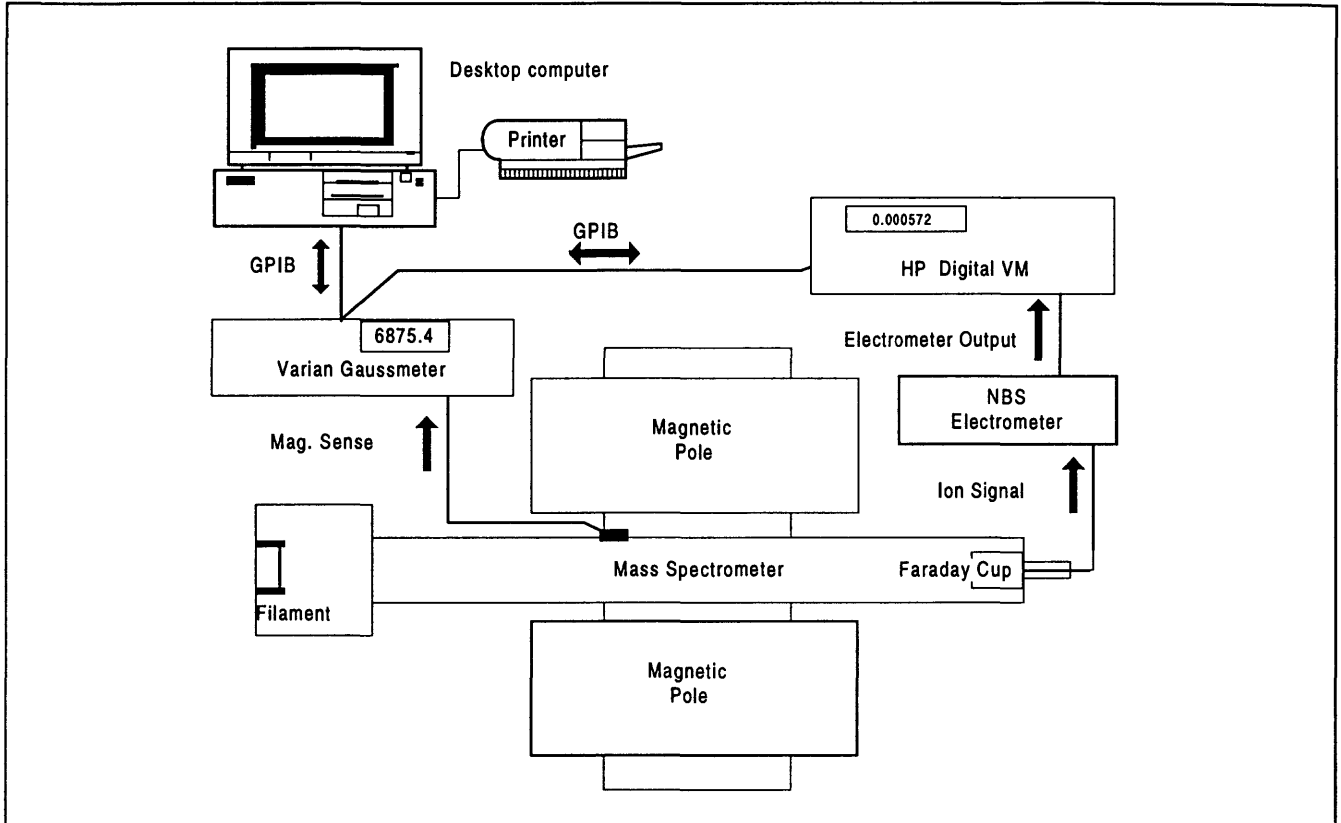 Desktop computer
Printer
GPIB
0.000572
HP Digital VM
GPIB
6875.4
Varian Gaussmeter
Electrometer Output
NBS
Electrometer
Magnetic
Pole
Mag. Sense
Ion Signal
Mass Spectrometer
Faraday Cup
Filament
Magnetic
Pole